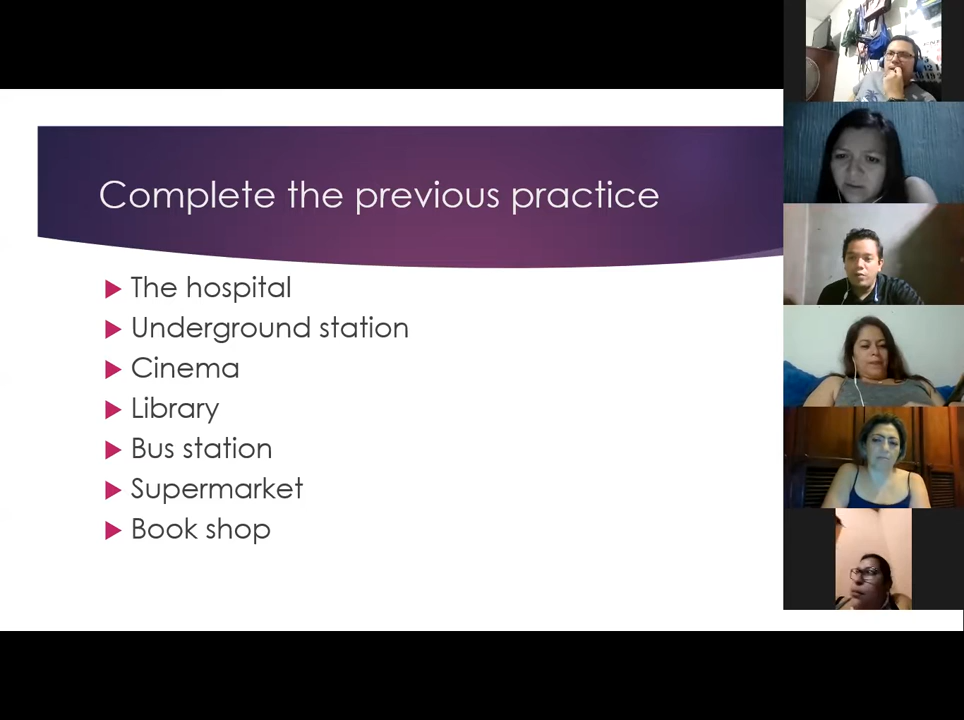 Complete the previous practice
The hospital
Underground station
Cinema
Library
Bus station
Supermarket
Book shop